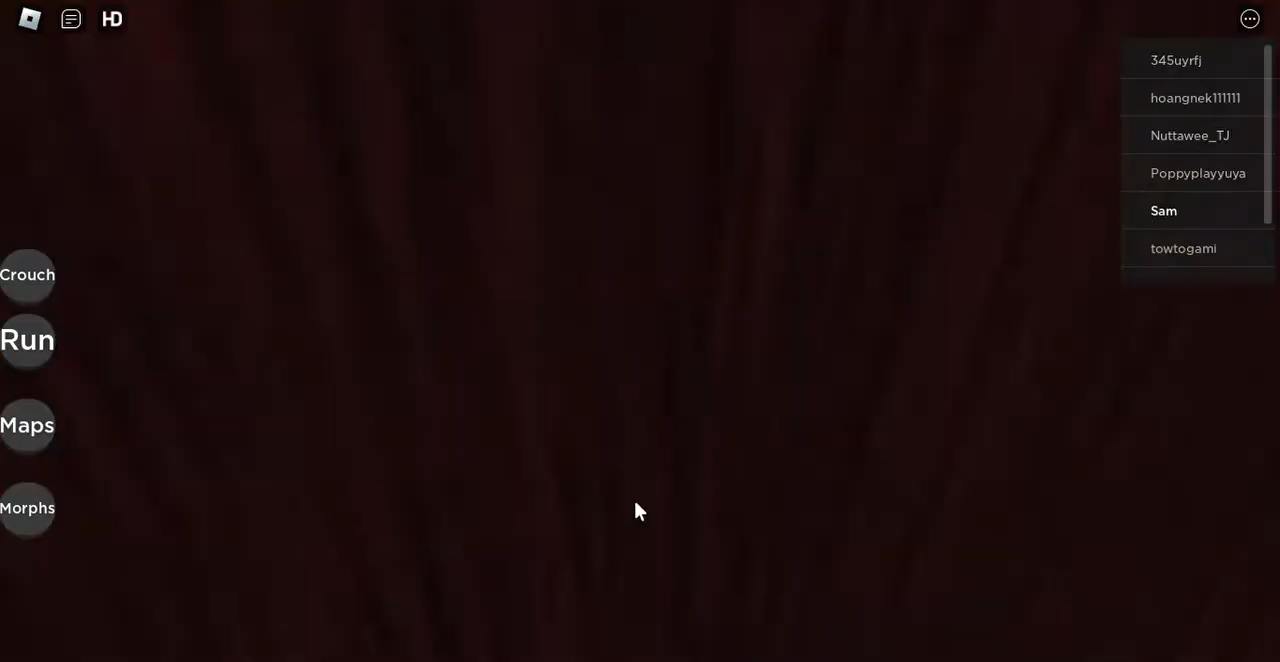 HD
345uyrfj
hoangnek111111
Nuttawee_TJ
Poppyplayyuya
Sam
towtogami
Crouch
Run
Maps
Morphs